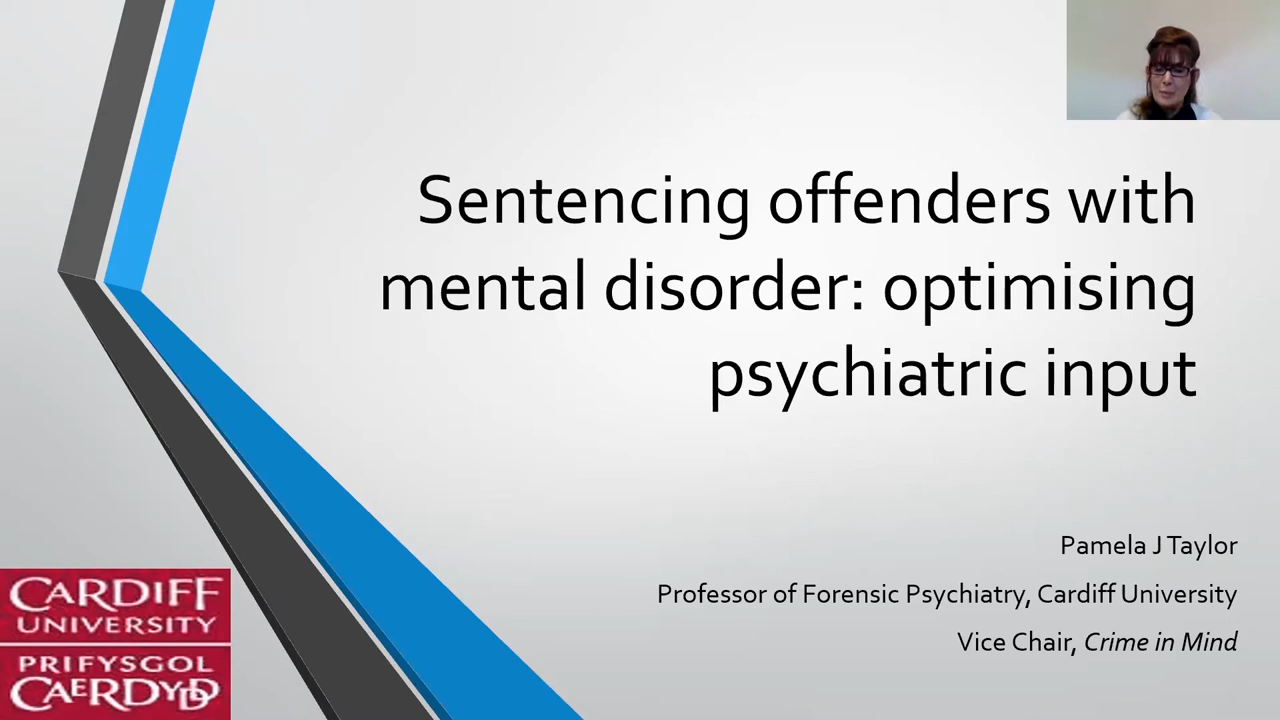 Sentencing offenders with
mental disorder: optimising
psychiatric input
Pamela J Taylor
Professor of Forensic Psychiatry, Cardiff University
Vice Chair, Crime in Mind
CARDIFF
UNIVERSITY
PRIFYSGOL
CAERDYDD